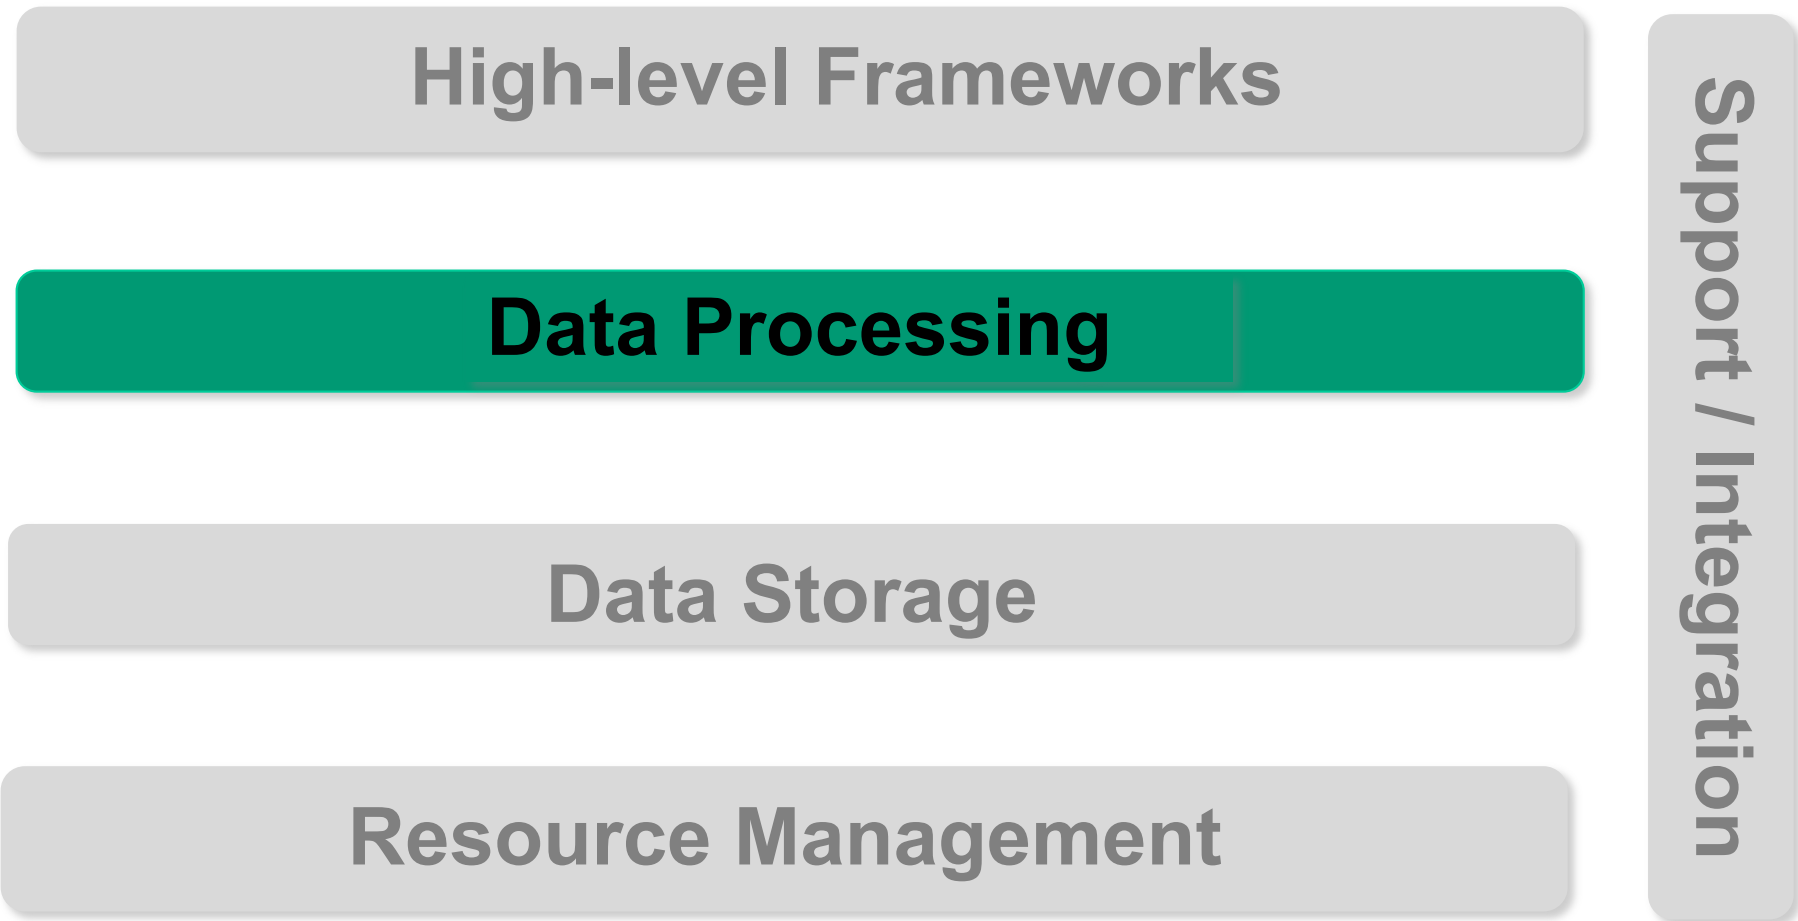 High-level Frameworks
Data Processing
Data Storage
Resource Management
Support / Integration